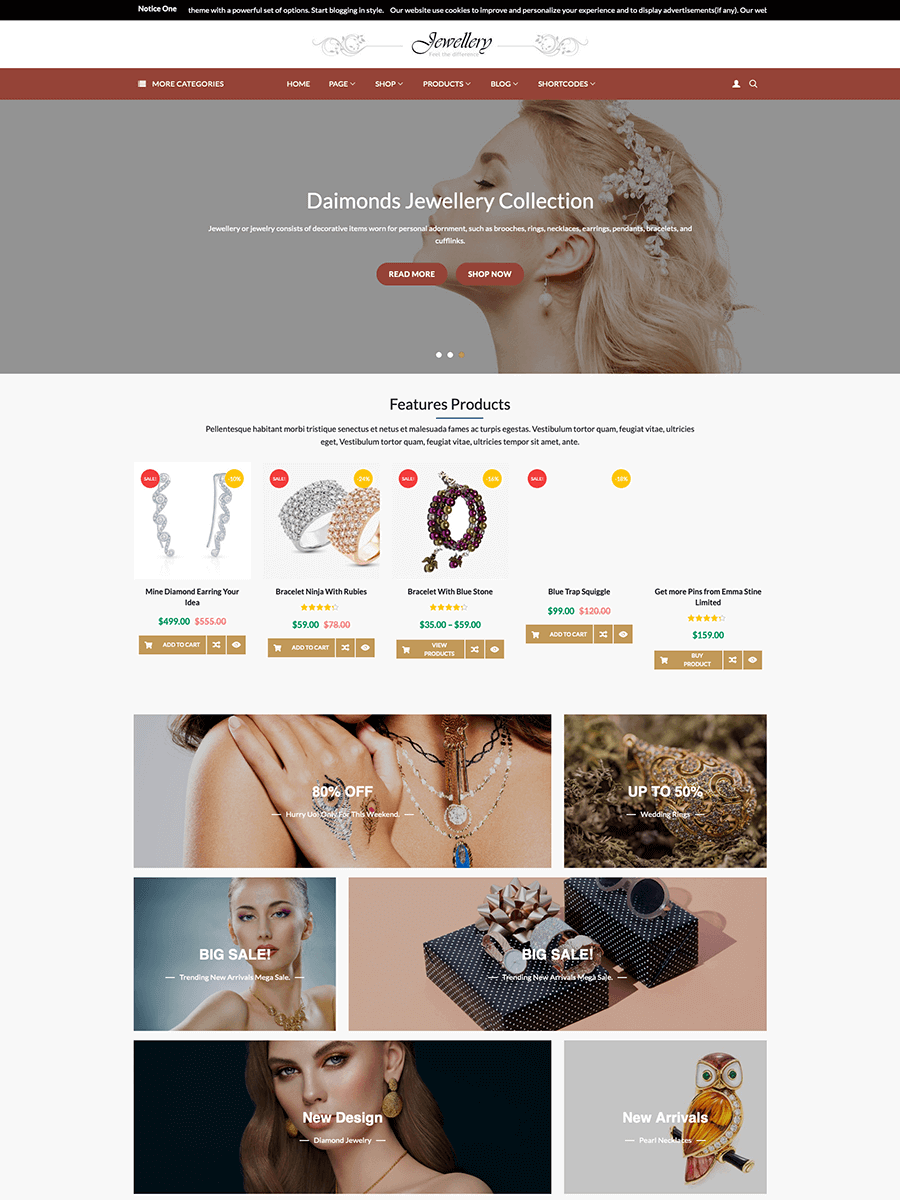 Notice One
theme with a powerful set of options. Start blogging in style. Our website use cookies to improve and personalize your experience and to display advertisements(if any). Our wet
Jewellery
Feel the difference
MORE CATEGORIES
HOME
PAGE
SHOP
PRODUCTS
BLOG
SHORTCODES
Daimonds Jewellery Collection
Jewellery or jewelry consists of decorative items worn for personal adornment, such as brooches, rings, necklaces, earrings, pendants, bracelets, and
cufflinks.
READ MORE
SHOP NOW
Features Products
Pellentesque habitant morbi tristique senectus et netus et malesuada fames ac turpis egestas. Vestibulum tortor quam, feugiat vitae, ultricies
eget, Vestibulum tortor quam, feugiat vitae, ultricies tempor sit amet, ante.
SALE!
-10%
SALE!
-24%
SALE!
-16%
SALE!
-18%
Mine Diamond Earring Your
Idea
$499.00 $555.00
ADD TO CART
Bracelet Ninja With Rubies
$59.00 $78.00
ADD TO CART
Bracelet With Blue Stone
$35.00 – $59.00
VIEW
PRODUCTS
Blue Trap Squiggle
$99.00 $120.00
ADD TO CART
Get more Pins from Emma Stine
Limited
$159.00
BUY
PRODUCT
80% OFF
Hurry Up! Only For This Weekend.
UP TO 50%
Wedding Rings
BIG SALE!
Trending New Arrivals Mega Sale.
BIG SALE!
Trending New Arrivals Mega Sale.
New Design
Diamond Jewelry
New Arrivals
Pearl Necklaces